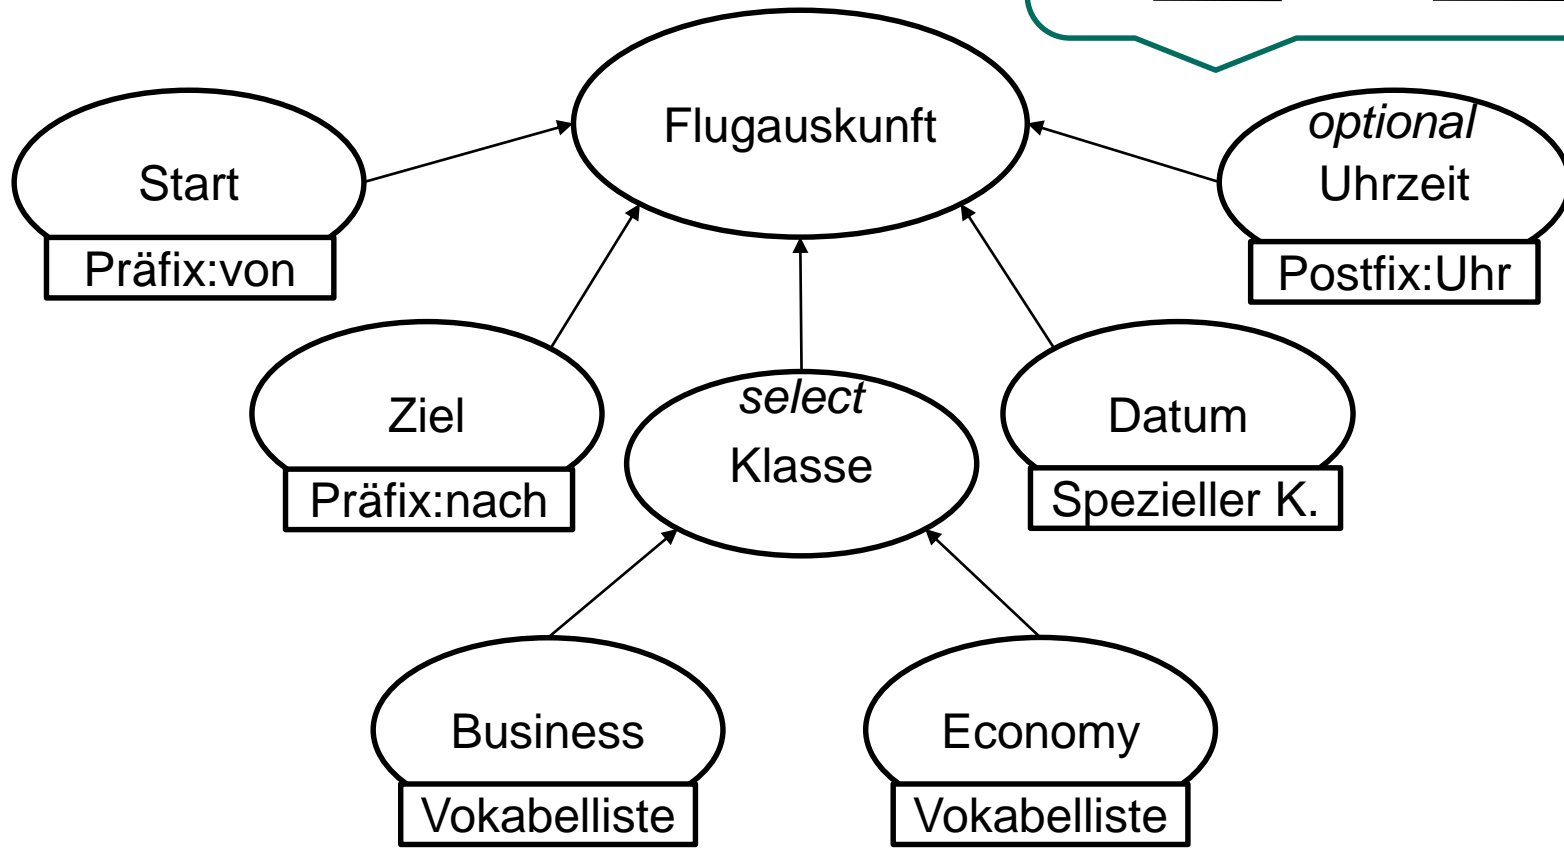 Flugauskunft
Start
Präfix:von
optional
Uhrzeit
Postfix:Uhr
Ziel
Präfix:nach
select
Klasse
Datum
Spezieller K.
Business
Vokabelliste
Economy
Vokabelliste